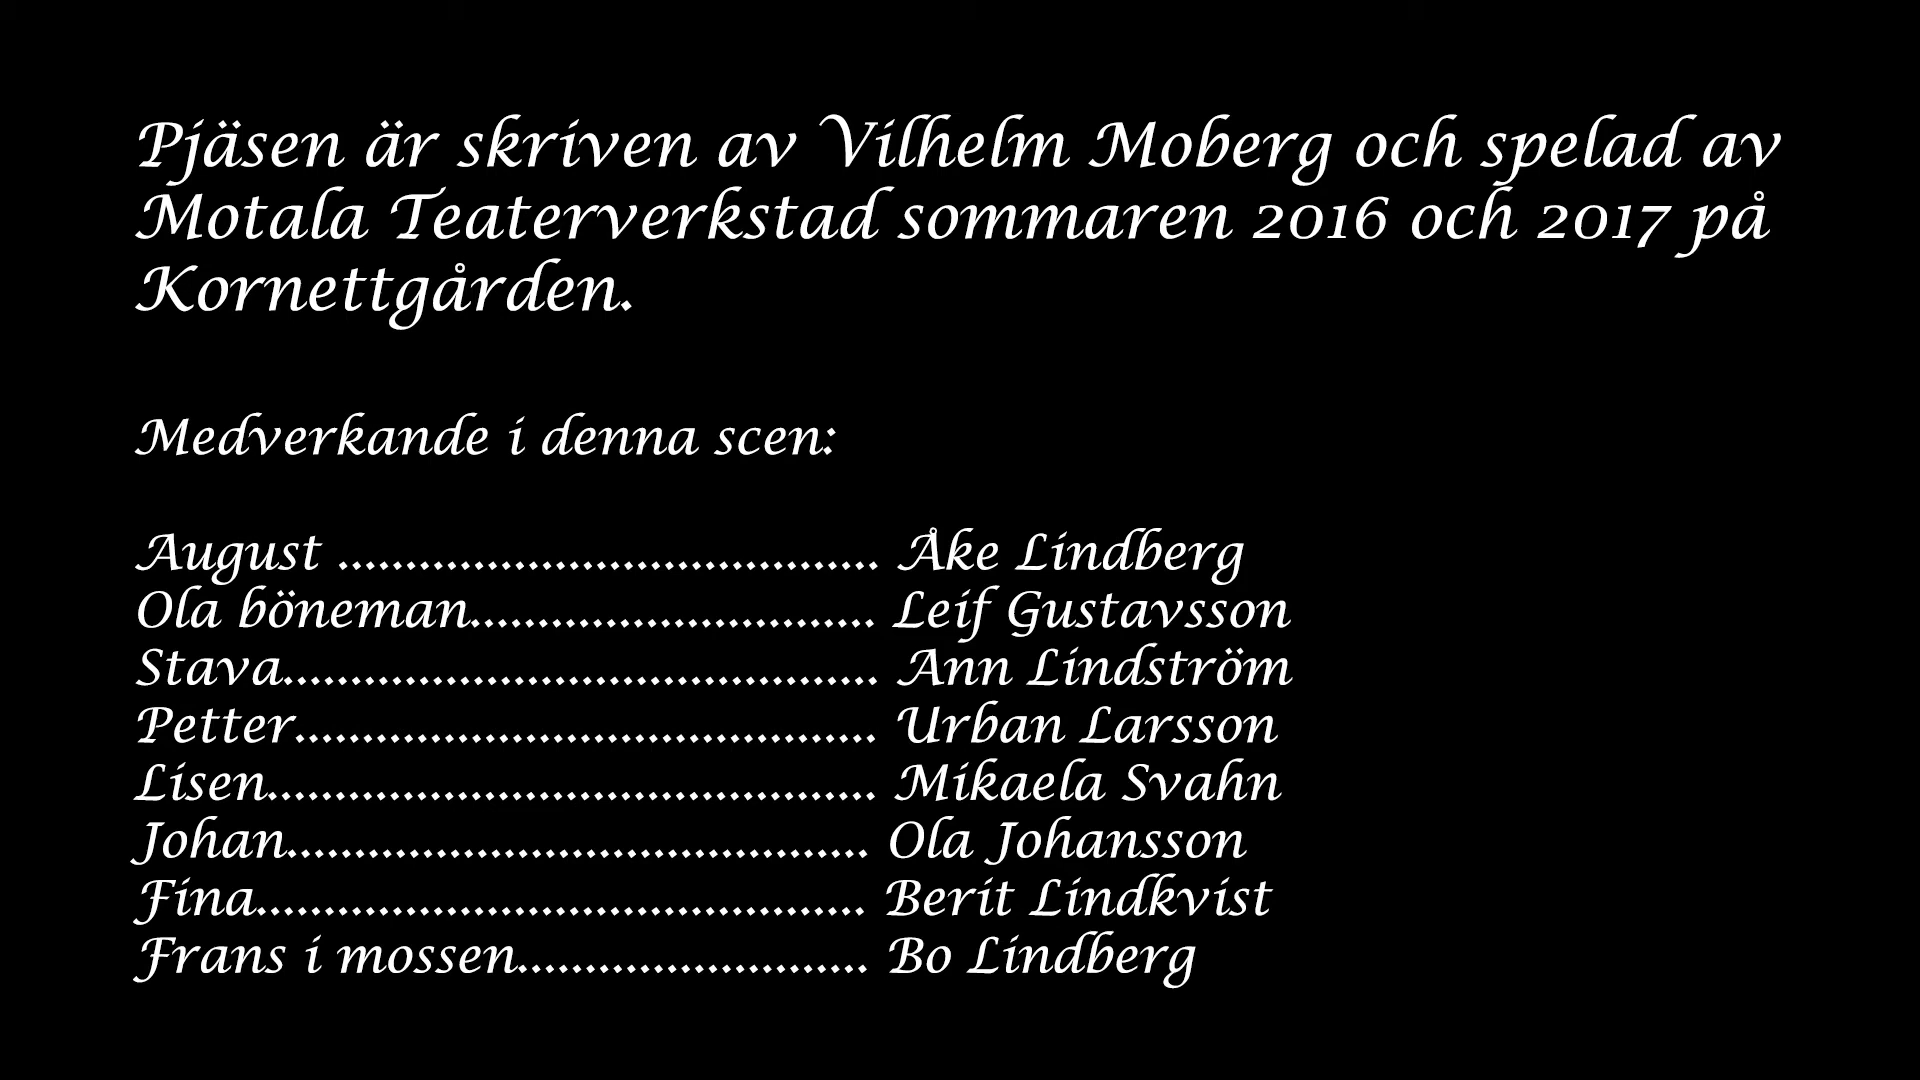 Pjäsen är skriven av Vilhelm Moberg och spelad av
Motala Teaterverkstad sommaren 2016 och 2017 på
Kornettgården.
Medverkande i denna scen:
August ........................................ Åke Lindberg
Ola böneman.............................. Leif Gustavsson
Stava............................................ Ann Lindström
Petter........................................... Urban Larsson
Lisen............................................. Mikaela Svahn
Johan........................................... Ola Johansson
Fina............................................. Berit Lindkvist
Frans i mossen.......................... Bo Lindberg